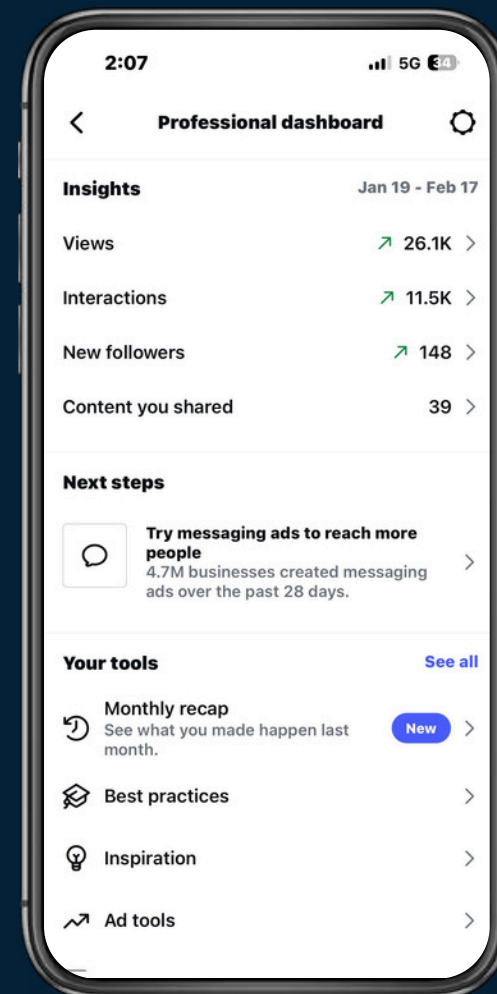 2:07 5G 34
Professional dashboard
Insights Jan 19 - Feb 17
Views 26.1K
Interactions 11.5K
New followers 148
Content you shared 39
Next steps
Try messaging ads to reach more
people
4.7M businesses created messaging
ads over the past 28 days.
Your tools See all
Monthly recap
See what you made happen last New
month.
Best practices
Inspiration
Ad tools